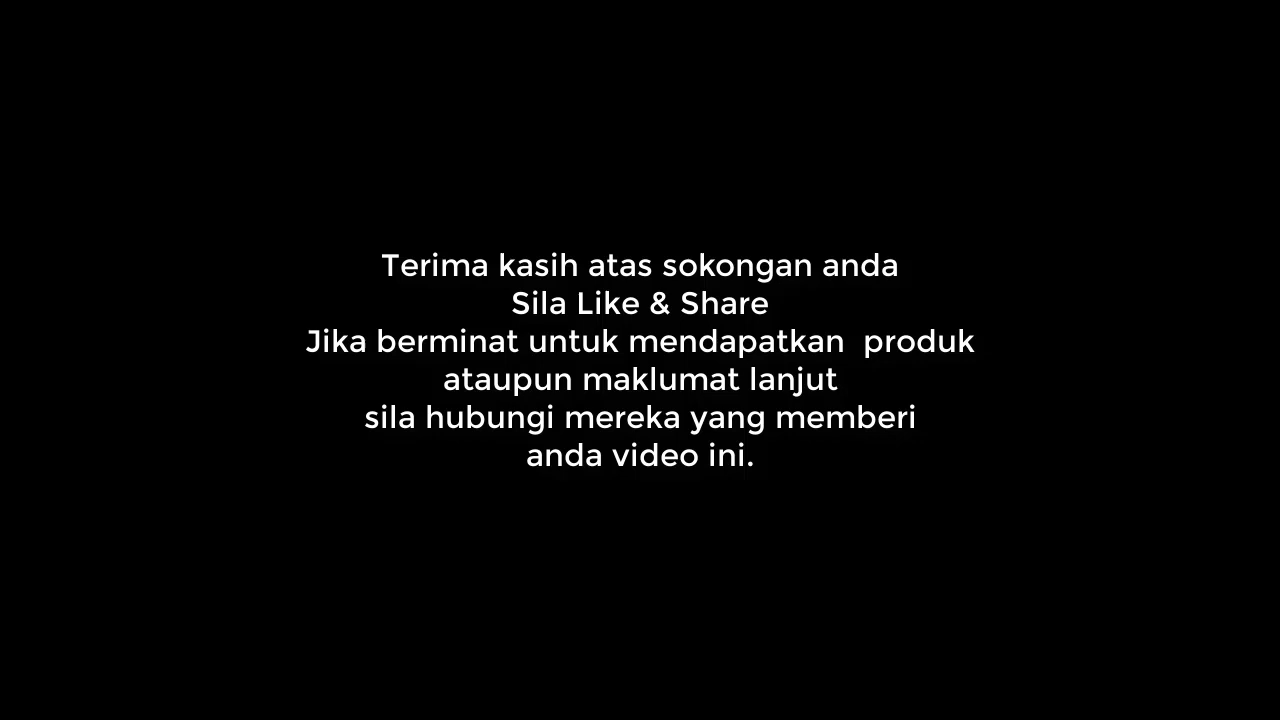 Terima kasih atas sokongan anda
Sila Like & Share
Jika berminat untuk mendapatkan  produk
ataupun maklumat lanjut
sila hubungi mereka yang memberi
anda video ini.